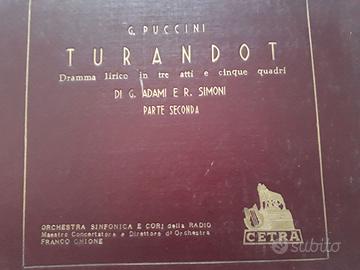 G. PUCCINI
TURANDOT
Dramma lirico in tre atti e cinque quadri
DI G. ADAMI E R. SIMONI
PARTE SECONDA
ORCHESTRA SINFONICA E CORI della RADIO
Maestro Concertatore e Direttore d'Orchestra
FRANCO GHIONE
CETRA
subito